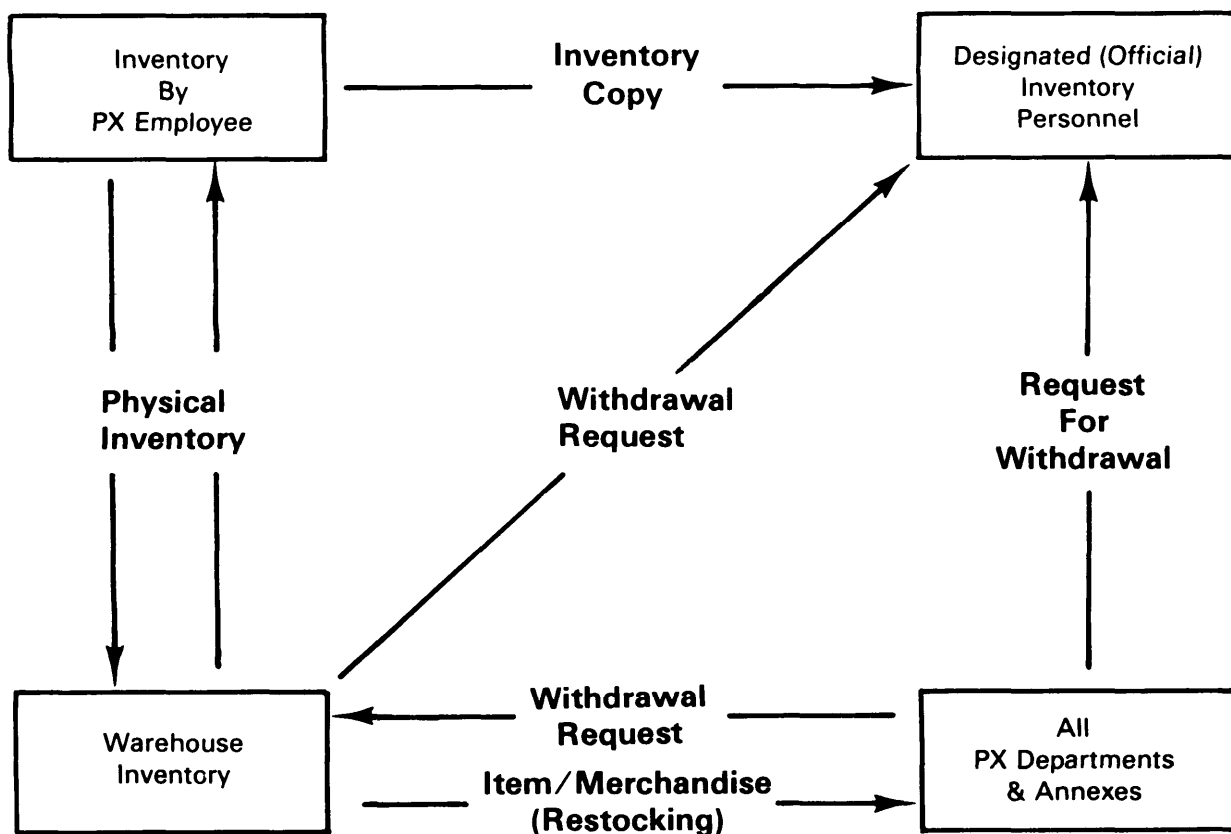 Inventory
By
PX Employee
Inventory
Copy
Designated (Official)
Inventory
Personnel
Physical
Inventory
Withdrawal
Request
Request
For
Withdrawal
Warehouse
Inventory
Withdrawal
Request
Item/Merchandise
(Restocking)
All
PX Departments
& Annexes